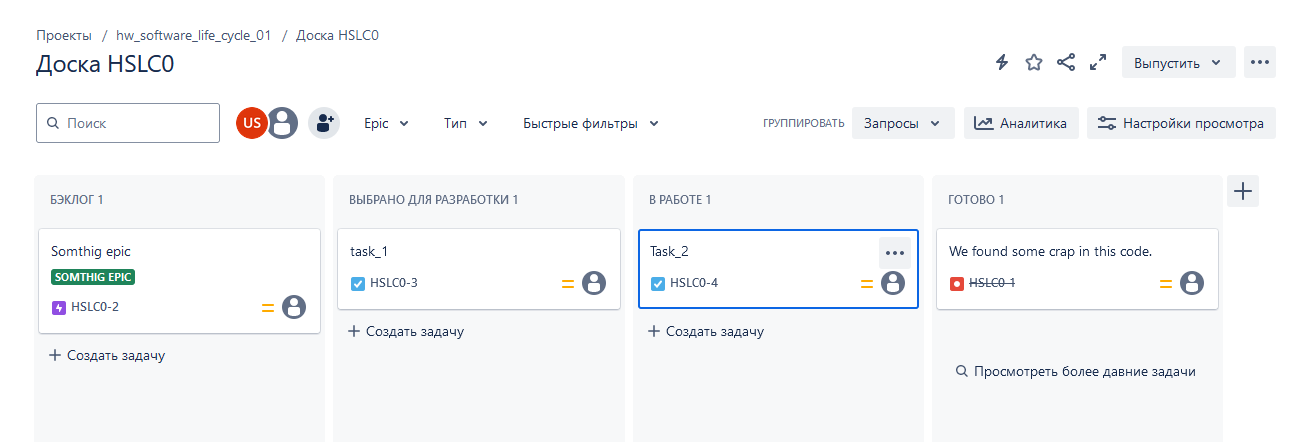 Проекты / hw_software_life_cycle_01 / Доска HSLC0
Доска HSLC0
Выпустить
Поиск
US
Epic
Тип
Быстрые фильтры
ГРУППИРОВАТЬ
Запросы
Аналитика
Настройки просмотра
БЭКЛОГ 1
Somthig epic
SOMTHIG EPIC
HSLC0-2
Создать задачу
ВЫБРАНО ДЛЯ РАЗРАБОТКИ 1
task_1
HSLC0-3
Создать задачу
В РАБОТЕ 1
Task_2
HSLC0-4
Создать задачу
ГОТОВО 1
We found some crap in this code.
HSLC0-1
Просмотреть более давние задачи